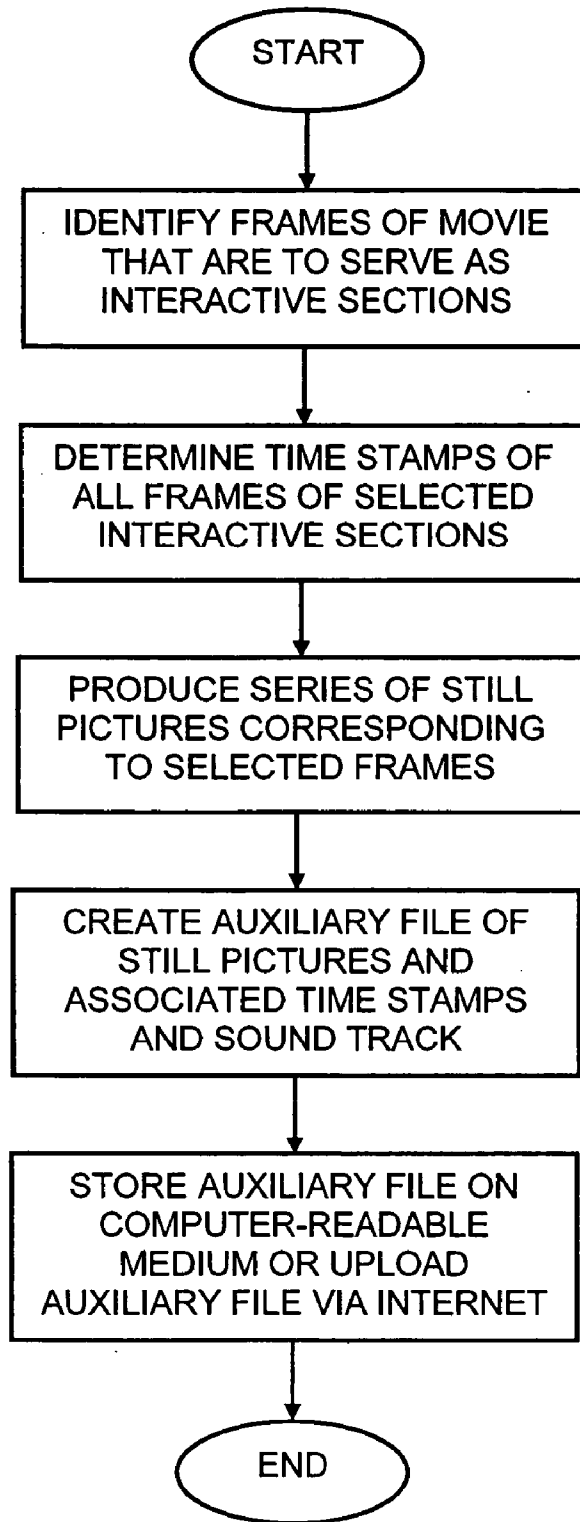 START
IDENTIFY FRAMES OF MOVIE
THAT ARE TO SERVE AS
INTERACTIVE SECTIONS
DETERMINE TIME STAMPS OF
ALL FRAMES OF SELECTED
INTERACTIVE SECTIONS
PRODUCE SERIES OF STILL
PICTURES CORRESPONDING
TO SELECTED FRAMES
CREATE AUXILIARY FILE OF
STILL PICTURES AND
ASSOCIATED TIME STAMPS
AND SOUND TRACK
STORE AUXILIARY FILE ON
COMPUTER-READABLE
MEDIUM OR UPLOAD
AUXILIARY FILE VIA INTERNET
END